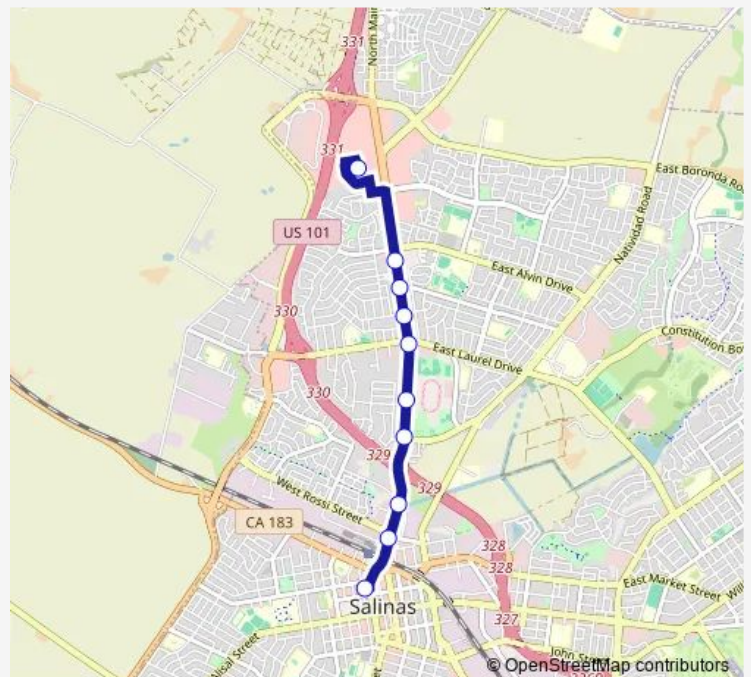 331
North Main
331
East Boronda Ro
US 101
Natividad Road
East Alvin Drive
330
Constitution Bo
East Laurel Drive
330
329
329
West Rossi Street
CA 183
328
328
East Market Street
Will
Salinas
327
Alisal Street
John Street
© OpenStreetMap contributors